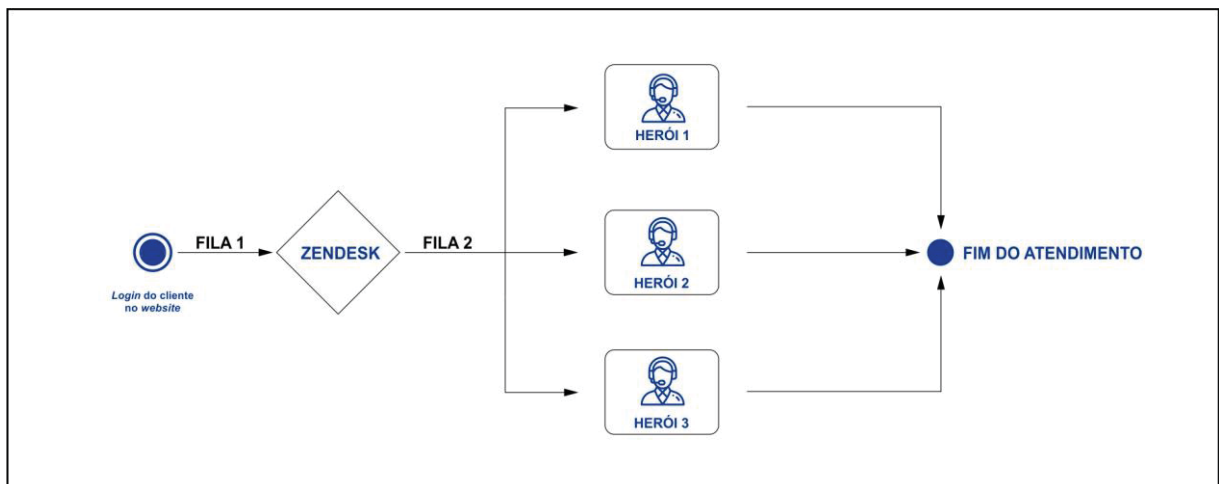 HERÓI 1
FILA 1
ZENDESK
FILA 2
HERÓI 2
FIM DO ATENDIMENTO
Login do cliente
no website
HERÓI 3